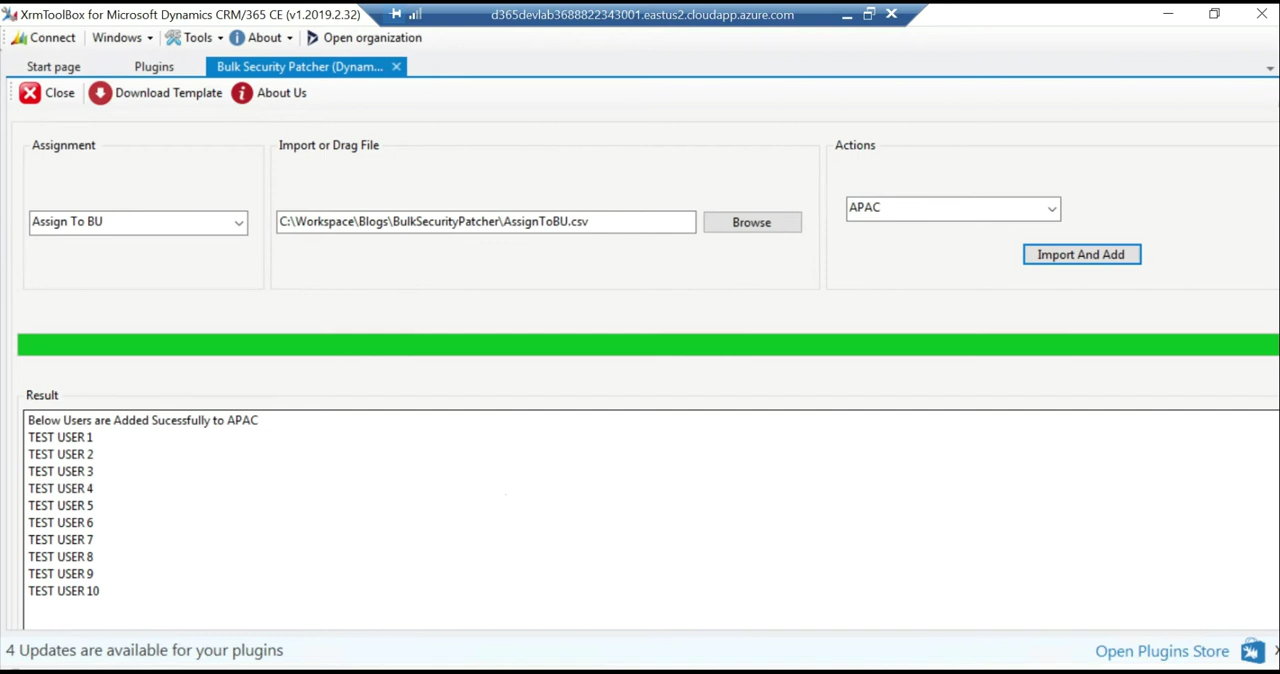 XrmToolBox for Microsoft Dynamics CRM/365 CE (v1.2019.2.32)
d365devlab3688822343001.eastus2.cloudapp.azure.com
Connect Windows Tools About Open organization
Start page Plugins Bulk Security Patcher (Dynam...
Close Download Template About Us
Assignment Import or Drag File Actions
APAC
Assign To BU C:\Workspace\Blogs\BulkSecurityPatcher\AssignToBU.csv Browse
Import And Add
Result
Below Users are Added Sucessfully to APAC
TEST USER 1
TEST USER 2
TEST USER 3
TEST USER 4
TEST USER 5
TEST USER 6
TEST USER 7
TEST USER 8
TEST USER 9
TEST USER 10
4 Updates are available for your plugins Open Plugins Store